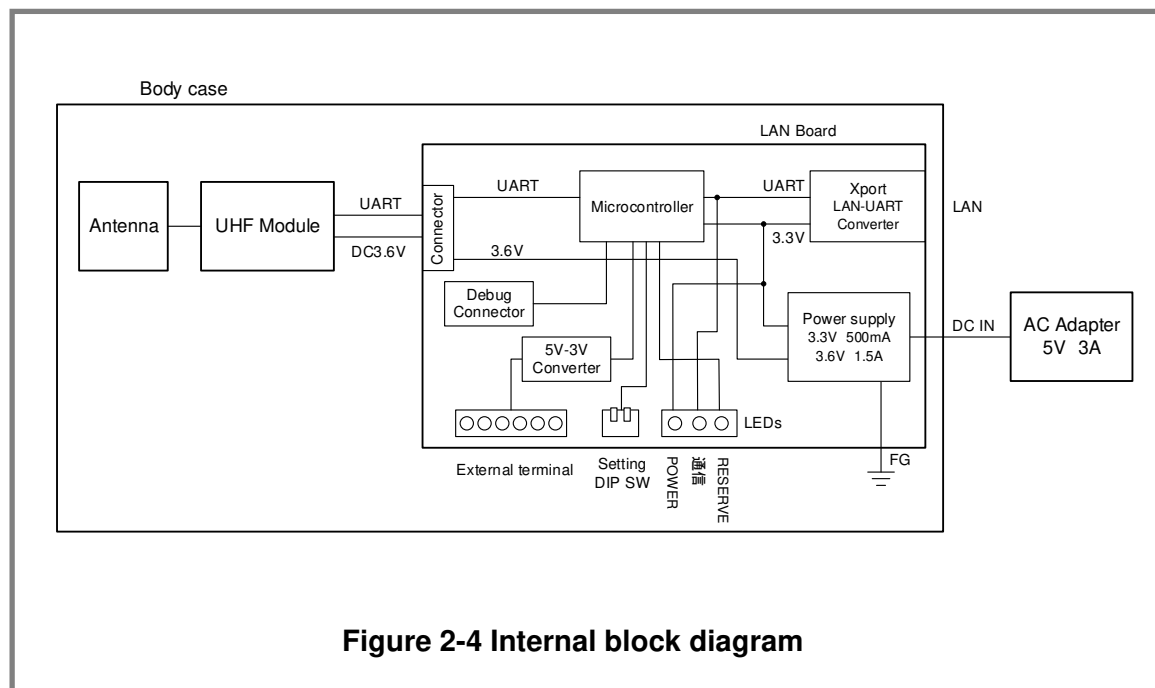 Body case
LAN Board
Antenna
UHF Module
UART
DC3.6V
Connector
UART
3.6V
Microcontroller
UART
3.3V
Xport
LAN-UART
Converter
LAN
Debug
Connector
5V-3V
Converter
Power supply
3.3V 500mA
3.6V 1.5A
DC IN
AC Adapter
5V 3A
LEDs
External terminal
Setting
DIP SW
POWER
通信
RESERVE
FG
Figure 2-4 Internal block diagram